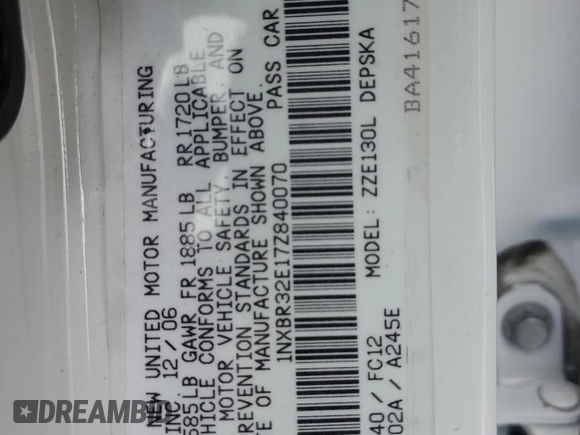 NEW UNITED MOTOR MANUFACTURING
INC. 12/06
585LB GAWR FR 1885LB RR1720LB
HICLE CONFORMS TO ALL APPLICABLE
MOTOR VEHICLE SAFETY, BUMPER, AND
REVENTION STANDARDS IN EFFECT ON
TE OF MANUFACTURE SHOWN ABOVE.
1NXBR32E17Z840070 PASS CAR
MODEL: ZZE130L DEPSKA
40 / FC12
02A / A245E
BA41617
DREAMBID